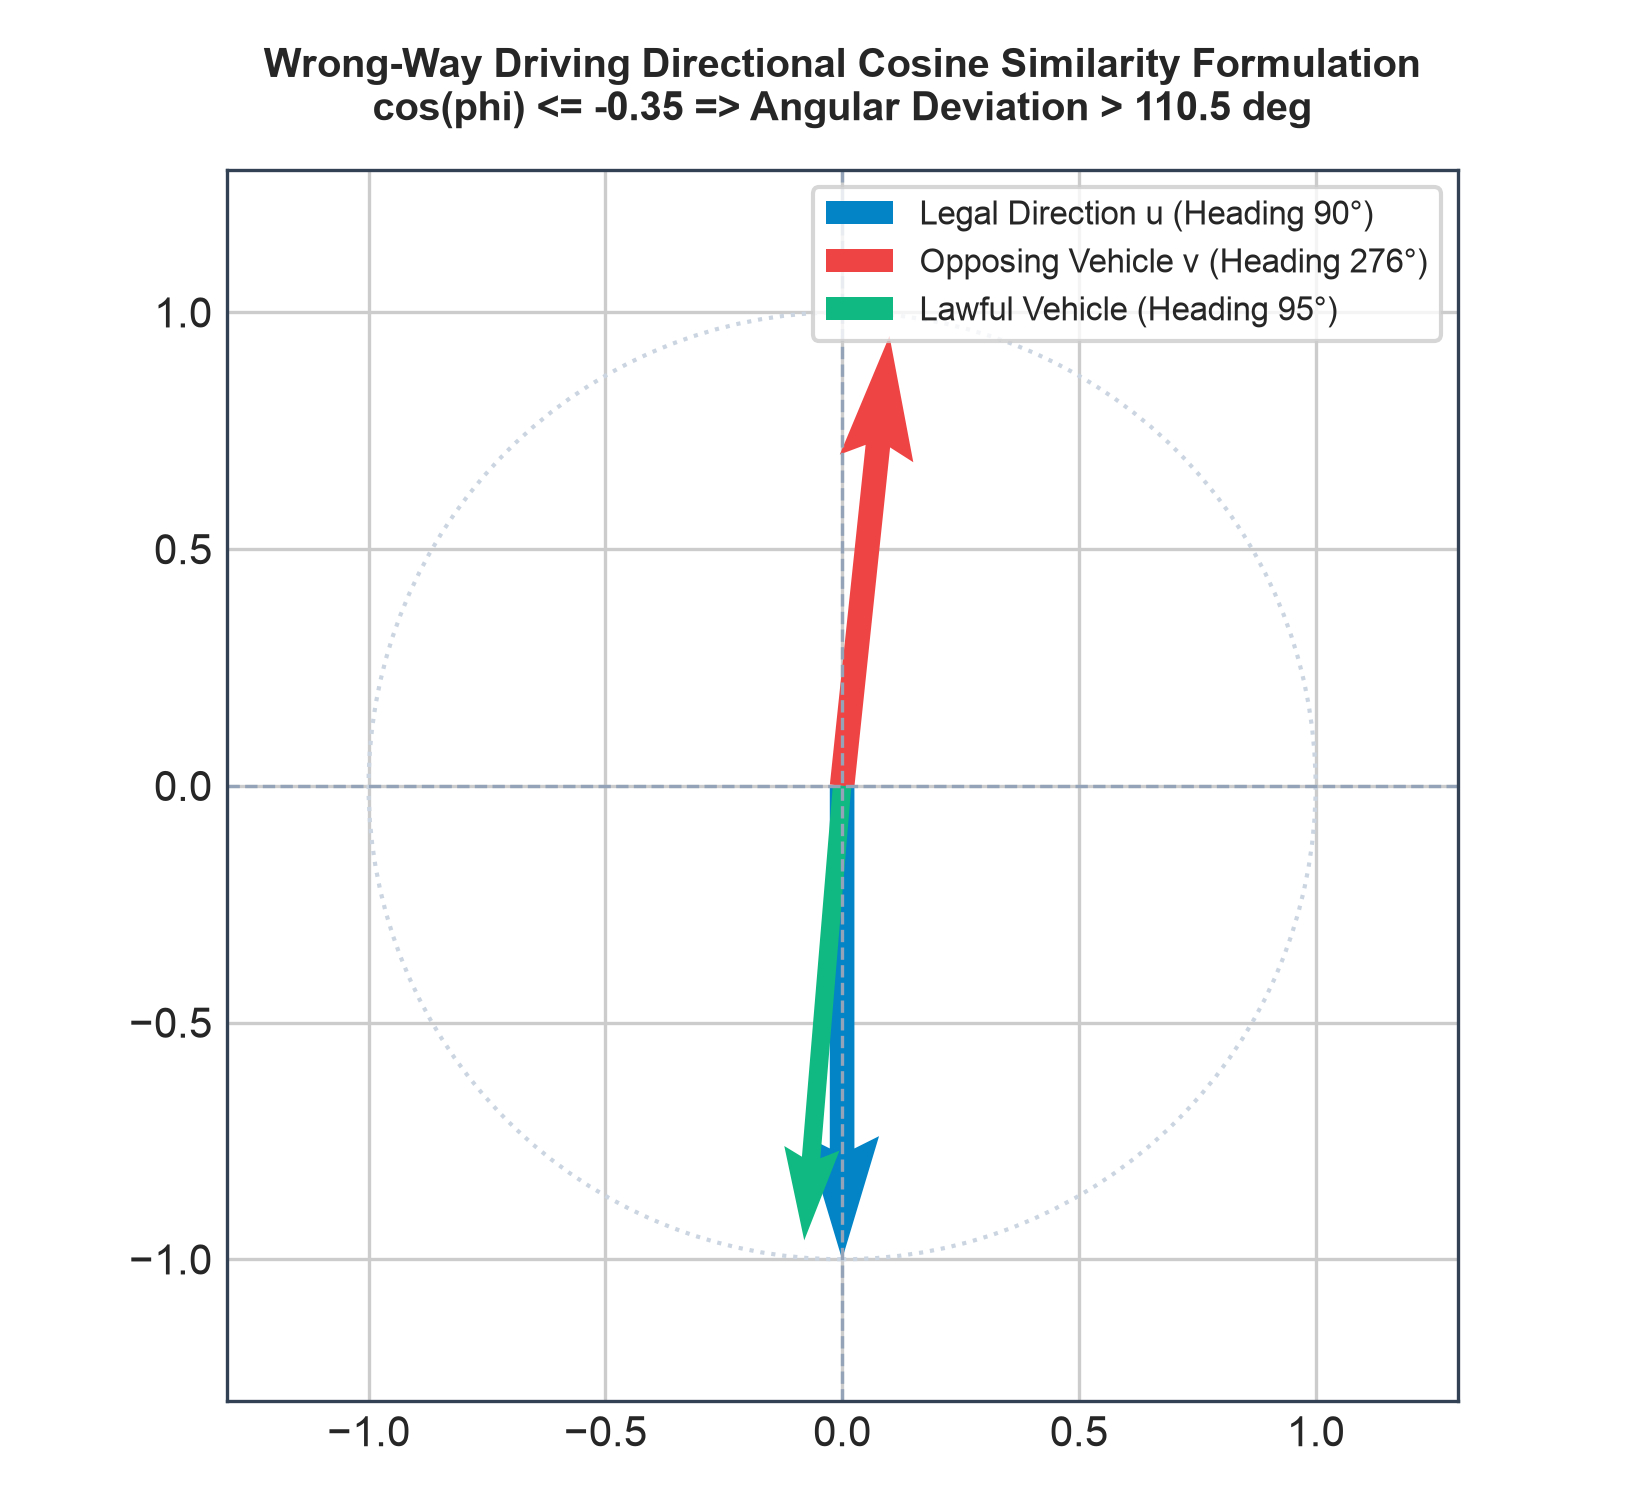 Wrong-Way Driving Directional Cosine Similarity Formulation
cos(phi) <= -0.35 => Angular Deviation > 110.5 deg
Legal Direction u (Heading 90°)
Opposing Vehicle v (Heading 276°)
Lawful Vehicle (Heading 95°)
1.0
0.5
0.0
−0.5
−1.0
−1.0 −0.5 0.0 0.5 1.0